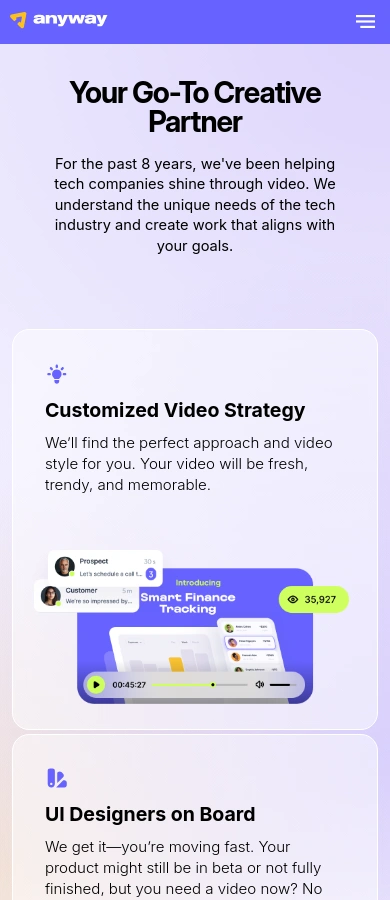 anyway
Your Go-To Creative
Partner
For the past 8 years, we've been helping
tech companies shine through video. We
understand the unique needs of the tech
industry and create work that aligns with
your goals.
Customized Video Strategy
We’ll find the perfect approach and video
style for you. Your video will be fresh,
trendy, and memorable.
Prospect 30 s
Let's schedule a call t... 3
Customer 5 m
We're so impressed by...
Introducing
Smart Finance
Tracking
35,927
00:45:27
UI Designers on Board
We get it—you’re moving fast. Your
product might still be in beta or not fully
finished, but you need a video now? No